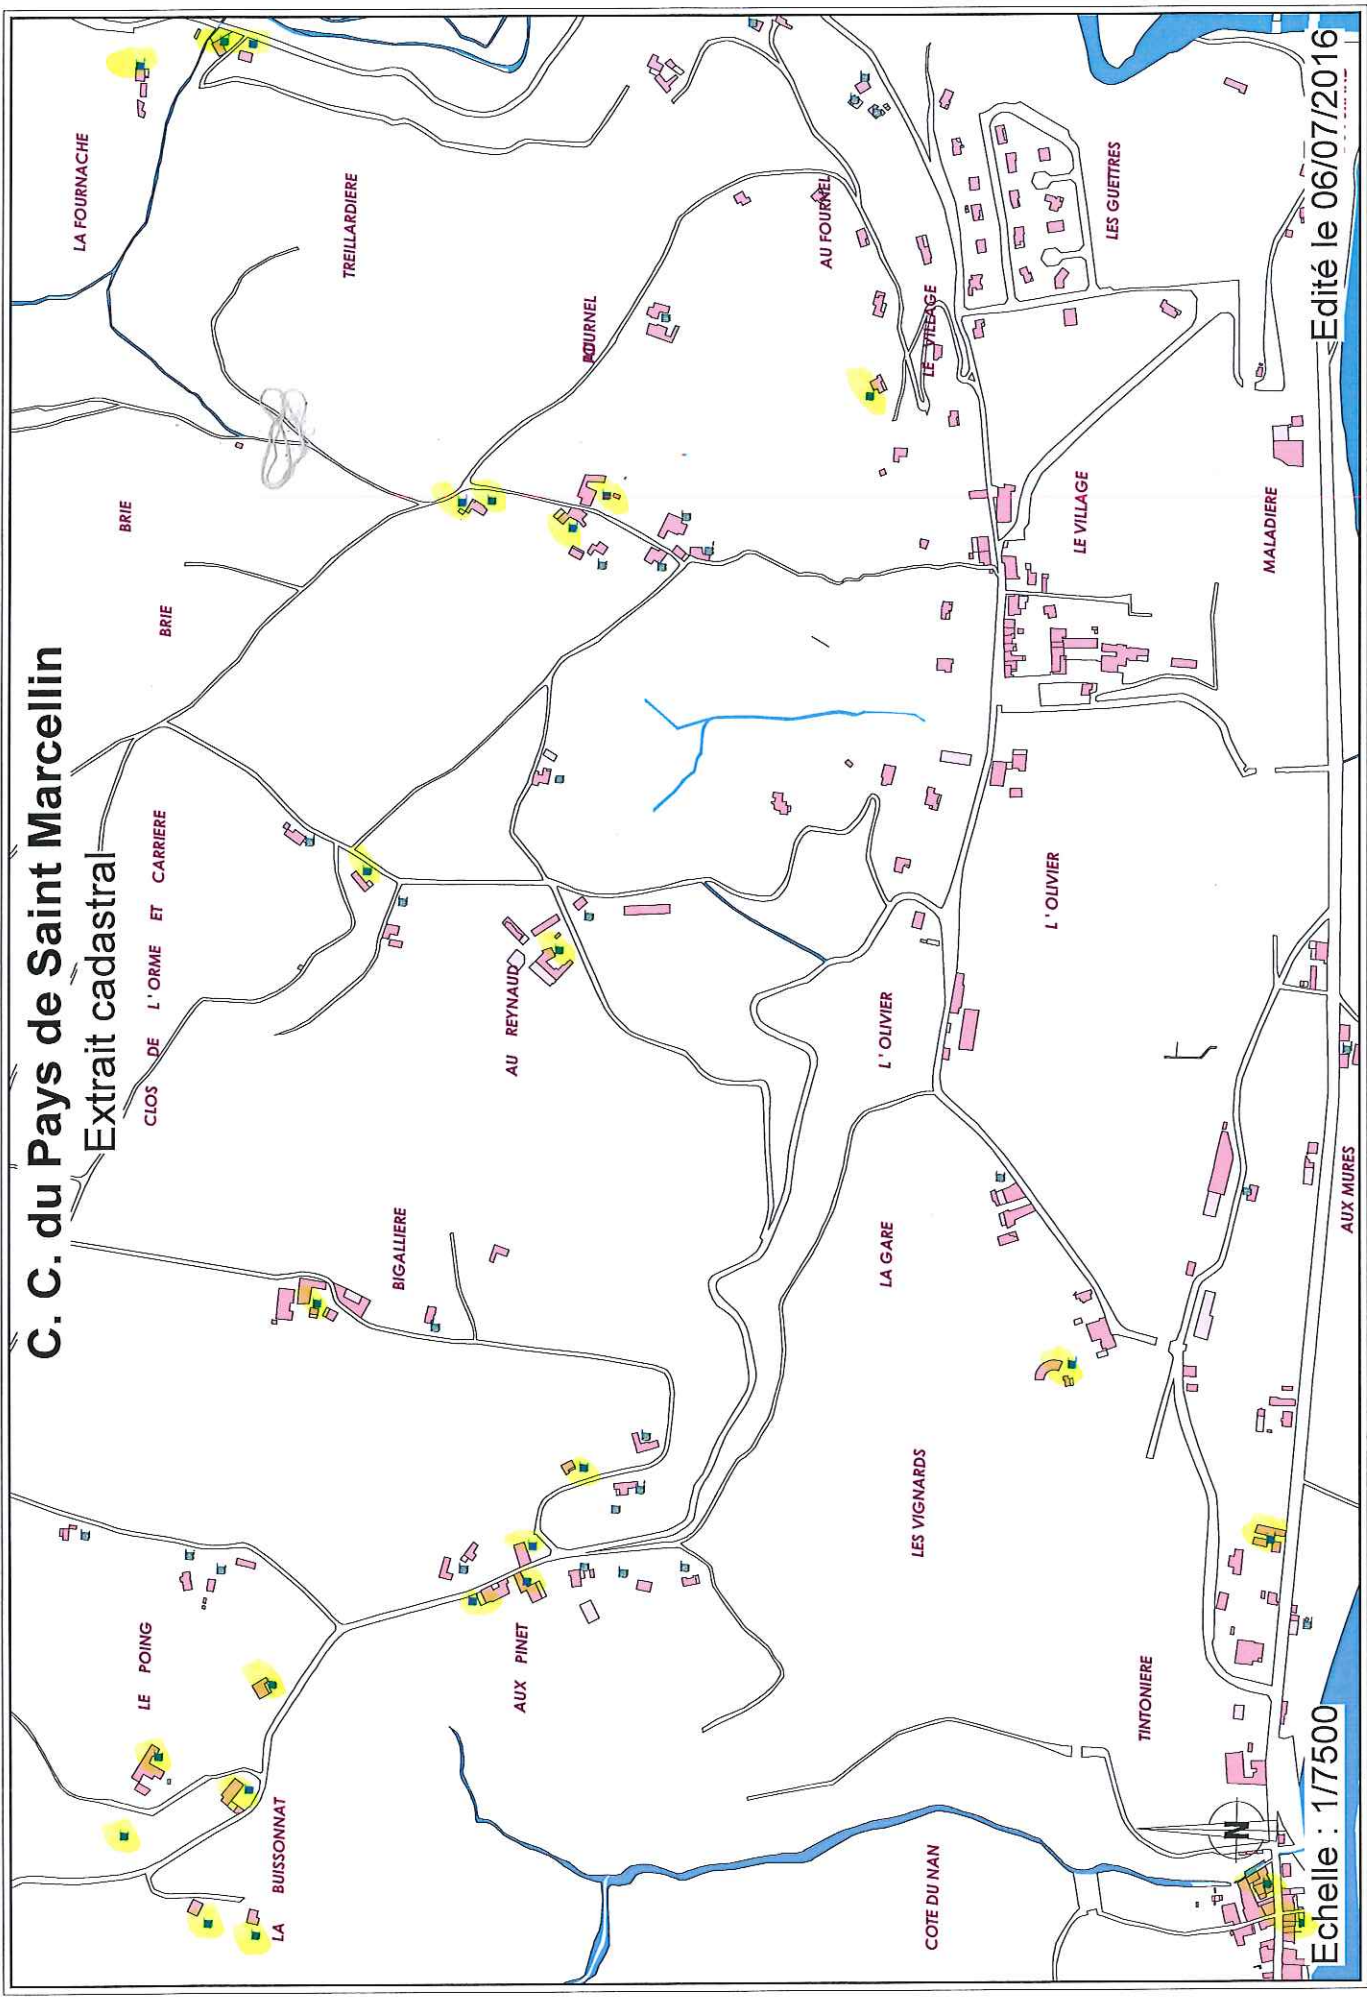 C. C. du Pays de Saint Marcellin
Extrait cadastral
LA FOURNACHE
BRIE
BRIE
CLOS DE L'ORME ET CARRIERE
LE POING
LA BUISSONNAT
TREILLARDIERE
BIGALLIERE
FOURNEL
AU REYNAUD
AUX PINET
AU FOURNEL
LE VILLAGE
L'OLIVIER
LA GARE
LES VIGNARDS
COTE DU NAN
LES GUETTRES
LE VILLAGE
L'OLIVIER
TINTONIERE
MALADIERE
AUX MURES
N
Echelle : 1/7500
Edité le 06/07/2016